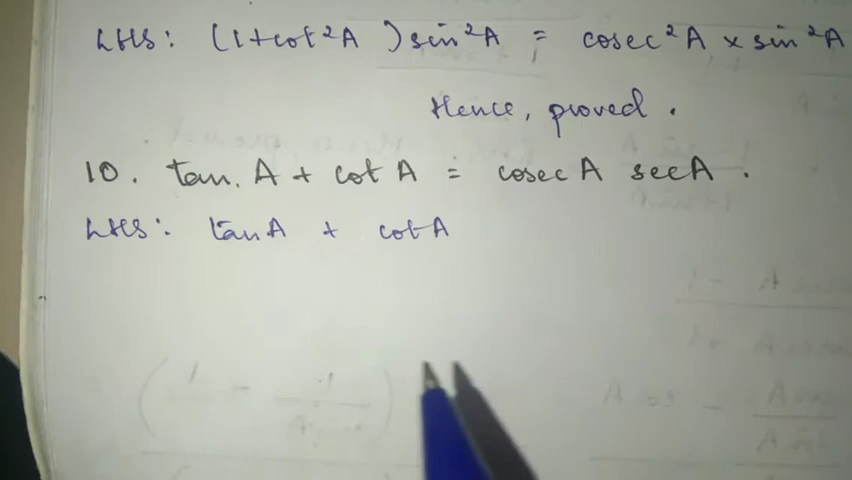 LHS: (1+cot²A) sin²A = cosec²A × sin²A
Hence, proved.
10. tan. A + cot A = cosec A sec A.
LHS: tan A + cot A